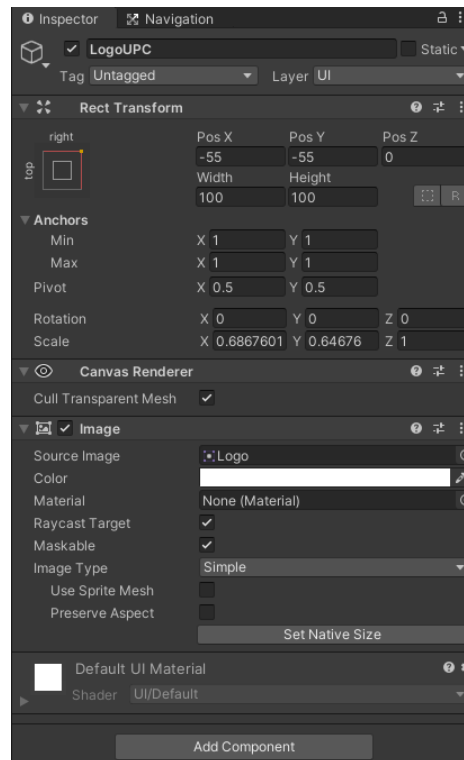 Inspector Navigation
LogoUPC Static
Tag Untagged Layer UI
Rect Transform
right Pos X Pos Y Pos Z
top -55 -55 0
Width Height
100 100 R
Anchors
Min X 1 Y 1
Max X 1 Y 1
Pivot X 0.5 Y 0.5
Rotation X 0 Y 0 Z 0
Scale X 0.6867601 Y 0.64676 Z 1
Canvas Renderer
Cull Transparent Mesh
Image
Source Image Logo
Color
Material None (Material)
Raycast Target
Maskable
Image Type Simple
Use Sprite Mesh
Preserve Aspect
Set Native Size
Default UI Material
Shader UI/Default
Add Component